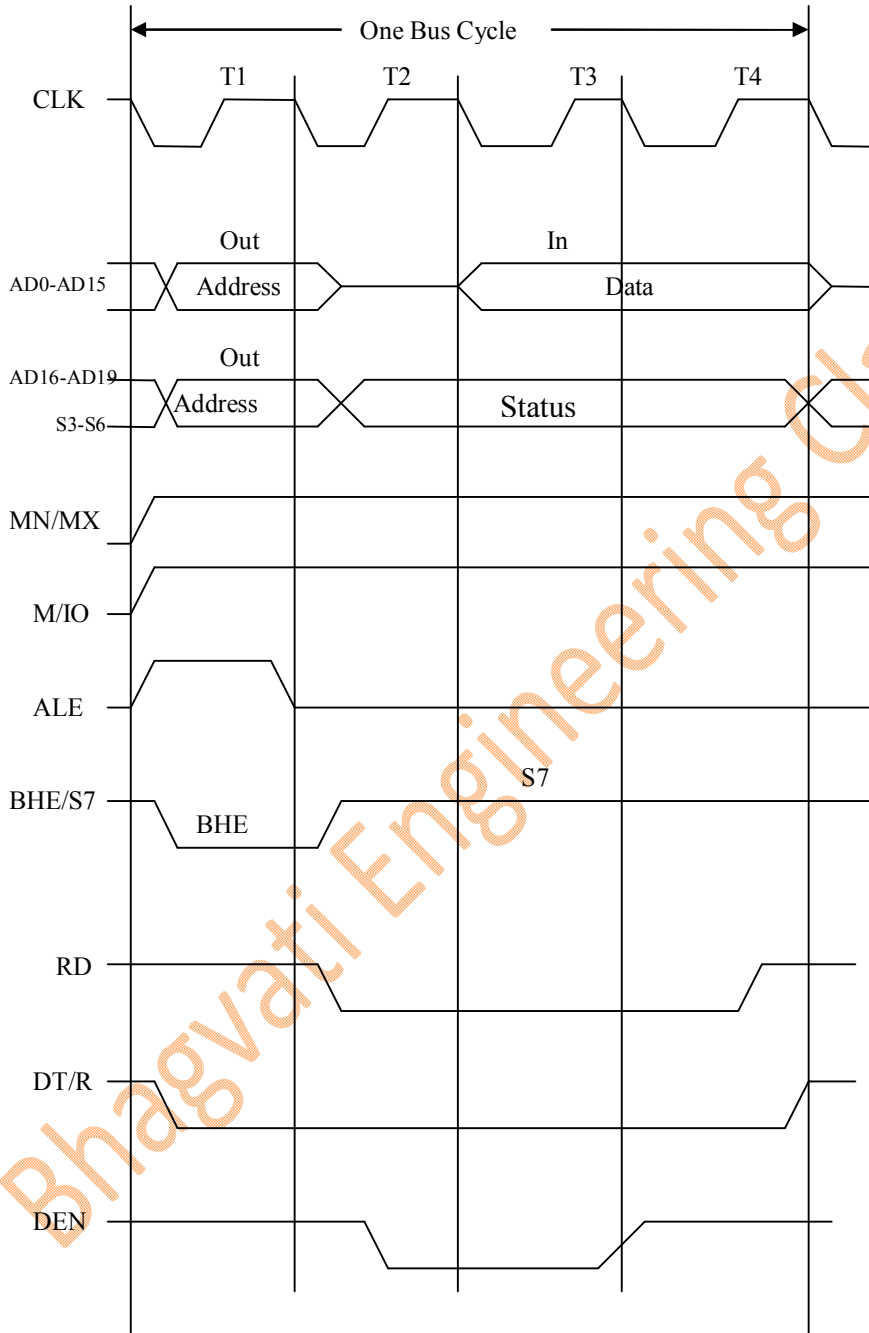 One Bus Cycle
T1 T2 T3 T4
CLK
Out In
AD0-AD15 Address Data
Out
AD16-AD19
Address Status
S3-S6
MN/MX
M/IO
ALE
S7
BHE/S7
BHE
RD
DT/R
DEN
Bhagvati Engineering